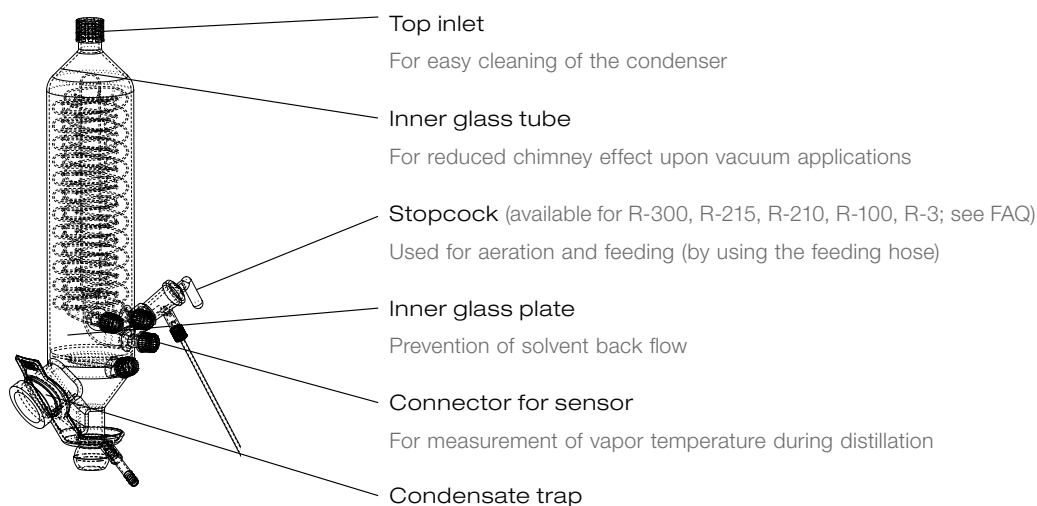 Top inlet
For easy cleaning of the condenser
Inner glass tube
For reduced chimney effect upon vacuum applications
Stopcock (available for R-300, R-215, R-210, R-100, R-3; see FAQ)
Used for aeration and feeding (by using the feeding hose)
Inner glass plate
Prevention of solvent back flow
Connector for sensor
For measurement of vapor temperature during distillation
Condensate trap